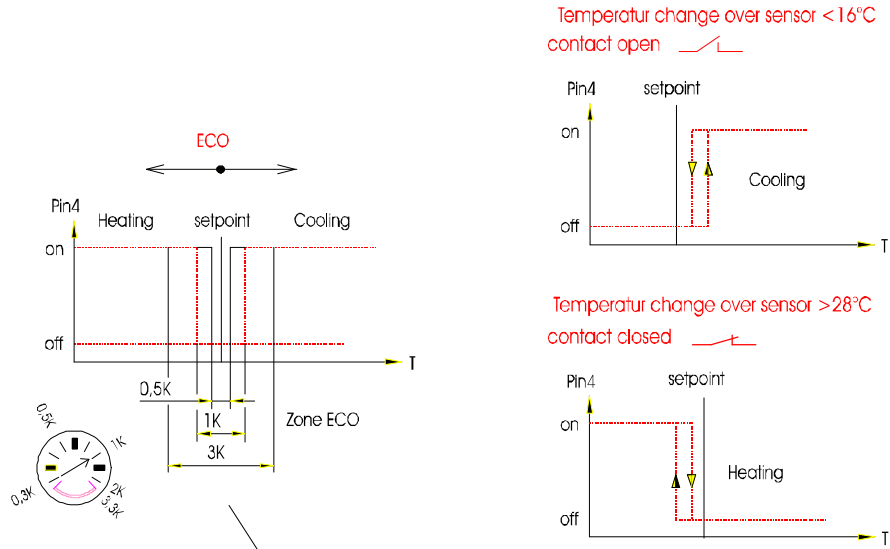 Temperatur change over sensor <16°C
contact open
Pin4
setpoint
on
Cooling
off
T
ECO
Pin4
Heating
setpoint
Cooling
on
off
T
0,5K
1K
Zone ECO
3K
0,5K
1K
0,3K
2K
3,3K
Temperatur change over sensor >28°C
contact closed
Pin4
setpoint
on
Heating
off
T